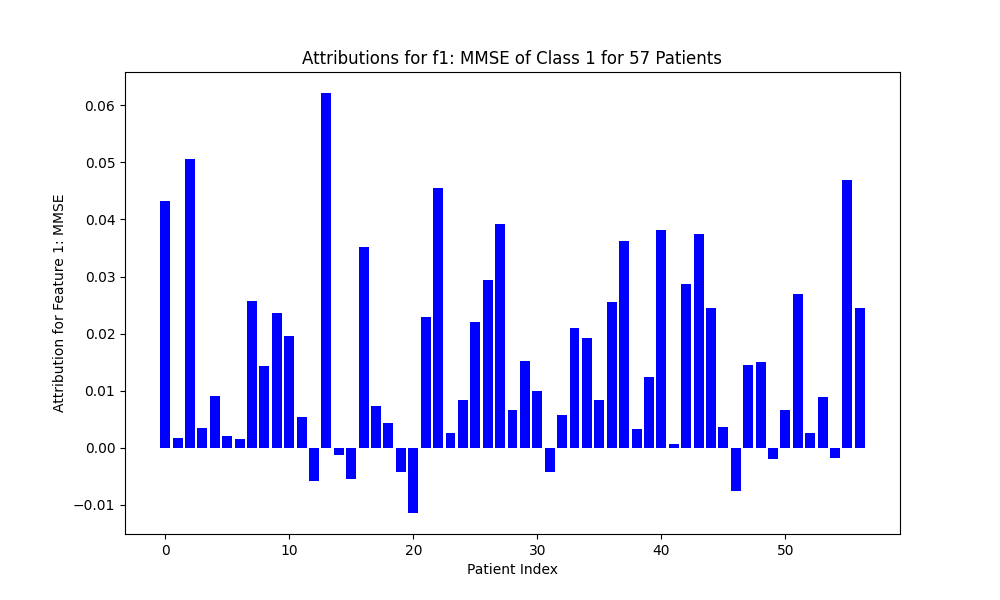 Attributions for f1: MMSE of Class 1 for 57 Patients
Attribution for Feature 1: MMSE
0.06
0.05
0.04
0.03
0.02
0.01
0.00
−0.01
0 10 20 30 40 50
Patient Index